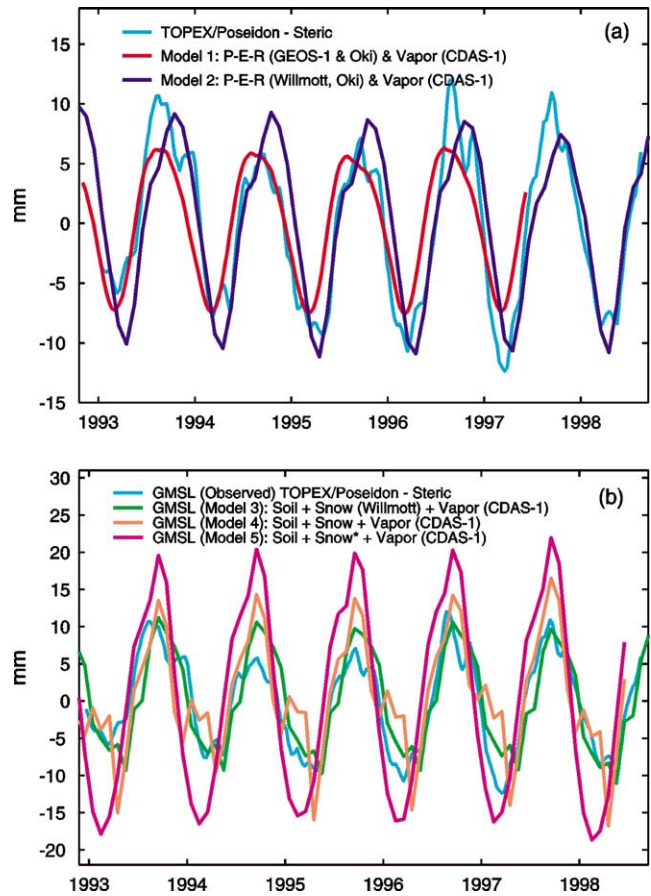 TOPEX/Poseidon - Steric (a)
Model 1: P-E-R (GEOS-1 & Oki) & Vapor (CDAS-1)
Model 2: P-E-R (Willmott, Oki) & Vapor (CDAS-1)
15
10
5
0
-5
-10
-15
mm
1993 1994 1995 1996 1997 1998
GMSL (Observed) TOPEX/Poseidon - Steric (b)
GMSL (Model 3): Soil + Snow (Willmott) + Vapor (CDAS-1)
GMSL (Model 4): Soil + Snow + Vapor (CDAS-1)
GMSL (Model 5): Soil + Snow* + Vapor (CDAS-1)
30
25
20
15
10
5
0
-5
-10
-15
-20
mm
1993 1994 1995 1996 1997 1998